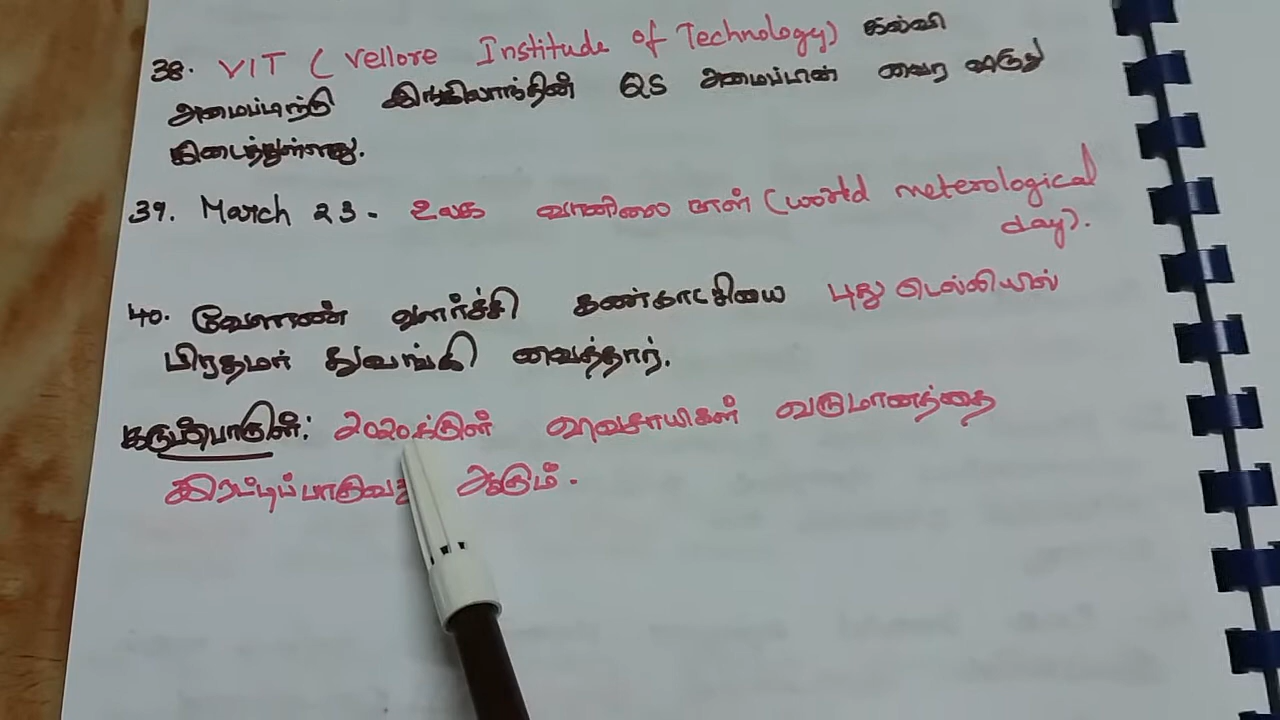 38. VIT ( Vellore Institude of Technology) கல்வி
அமைப்பிற்கு இங்கிலாந்தின் QS அமைப்பின் வைர விருது
கிடைத்துள்ளது.
39. March 23 - உலக வானிலை நாள் (world meterological
day).
40. வேளாண் வளர்ச்சி கண்காட்சியை புது டெல்லியில்
பிரதமர் துவங்கி வைத்தார்.
கருப்பொருள்: 2020க்குள் விவசாயிகள் வருமானத்தை
இரட்டிப்பாகுவது ஆகும்.